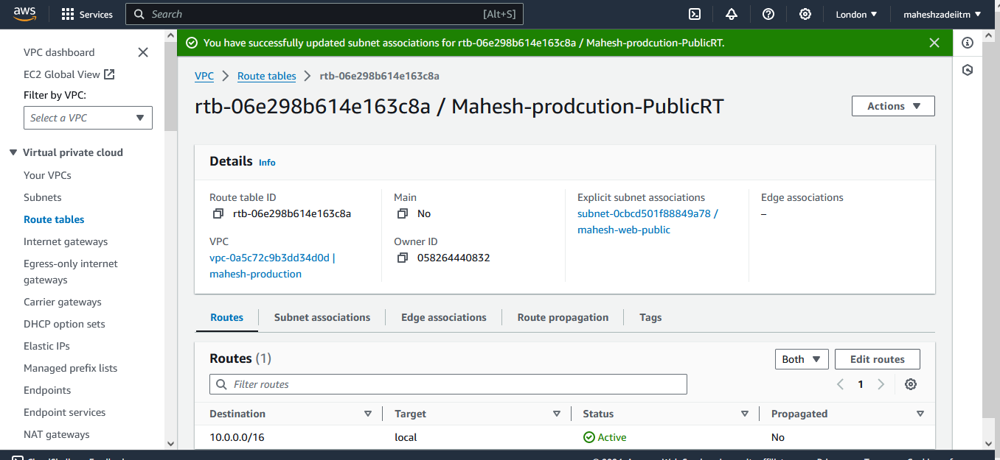 aws
Services
Search
[Alt+S]
London
maheshzadeiitm
VPC dashboard
EC2 Global View
Filter by VPC:
Select a VPC
Virtual private cloud
Your VPCs
Subnets
Route tables
Internet gateways
Egress-only internet
gateways
Carrier gateways
DHCP option sets
Elastic IPs
Managed prefix lists
Endpoints
Endpoint services
NAT gateways
You have successfully updated subnet associations for rtb-06e298b614e163c8a / Mahesh-prodcution-PublicRT.
VPC > Route tables > rtb-06e298b614e163c8a
rtb-06e298b614e163c8a / Mahesh-prodcution-PublicRT
Actions
Details Info
Route table ID
rtb-06e298b614e163c8a
Main
No
Explicit subnet associations
subnet-0cbcd501f88849a78 /
mahesh-web-public
Edge associations
–
VPC
vpc-0a5c72c9b3dd34d0d |
mahesh-production
Owner ID
058264440832
Routes
Subnet associations
Edge associations
Route propagation
Tags
Routes (1)
Both
Edit routes
Filter routes
1
Destination Target Status Propagated
10.0.0.0/16 local Active No